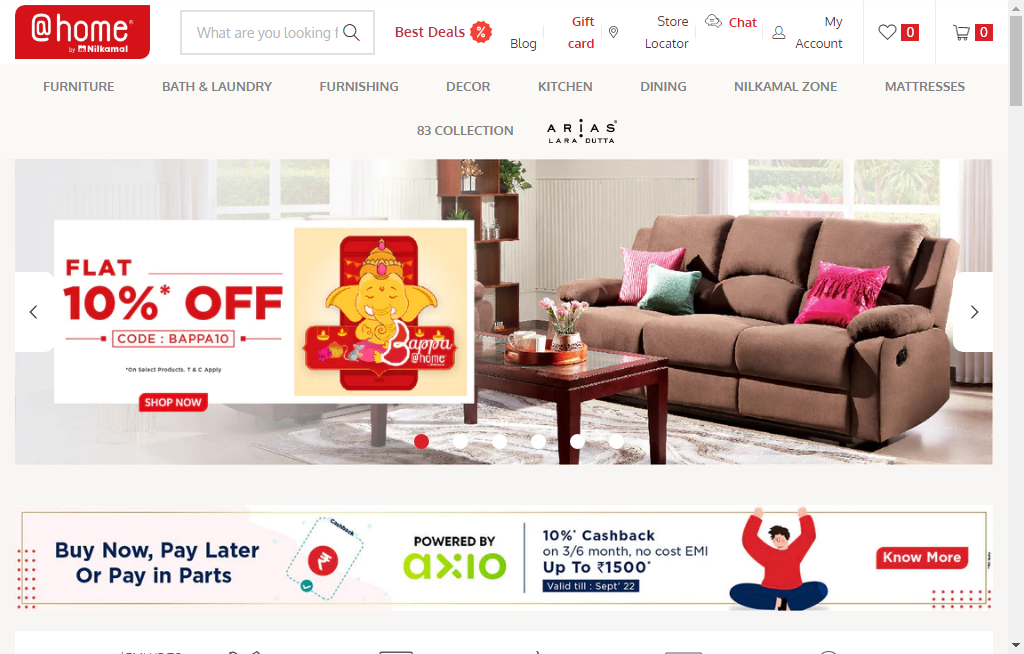 @home
by Nilkamal
What are you looking f
Best Deals %
Blog
Gift
card
Store
Locator
Chat
My
Account
0
0
FURNITURE
BATH & LAUNDRY
FURNISHING
DECOR
KITCHEN
DINING
NILKAMAL ZONE
MATTRESSES
83 COLLECTION
ARIAS
LARA DUTTA
FLAT
10%* OFF
CODE : BAPPA10
*On Select Products. T & C Apply
SHOP NOW
Bappa
@home
Buy Now, Pay Later
Or Pay in Parts
Cashback
₹
POWERED BY
axio
10%* Cashback
on 3/6 month, no cost EMI
Up To ₹1500*
Valid till : Sept' 22
Know More